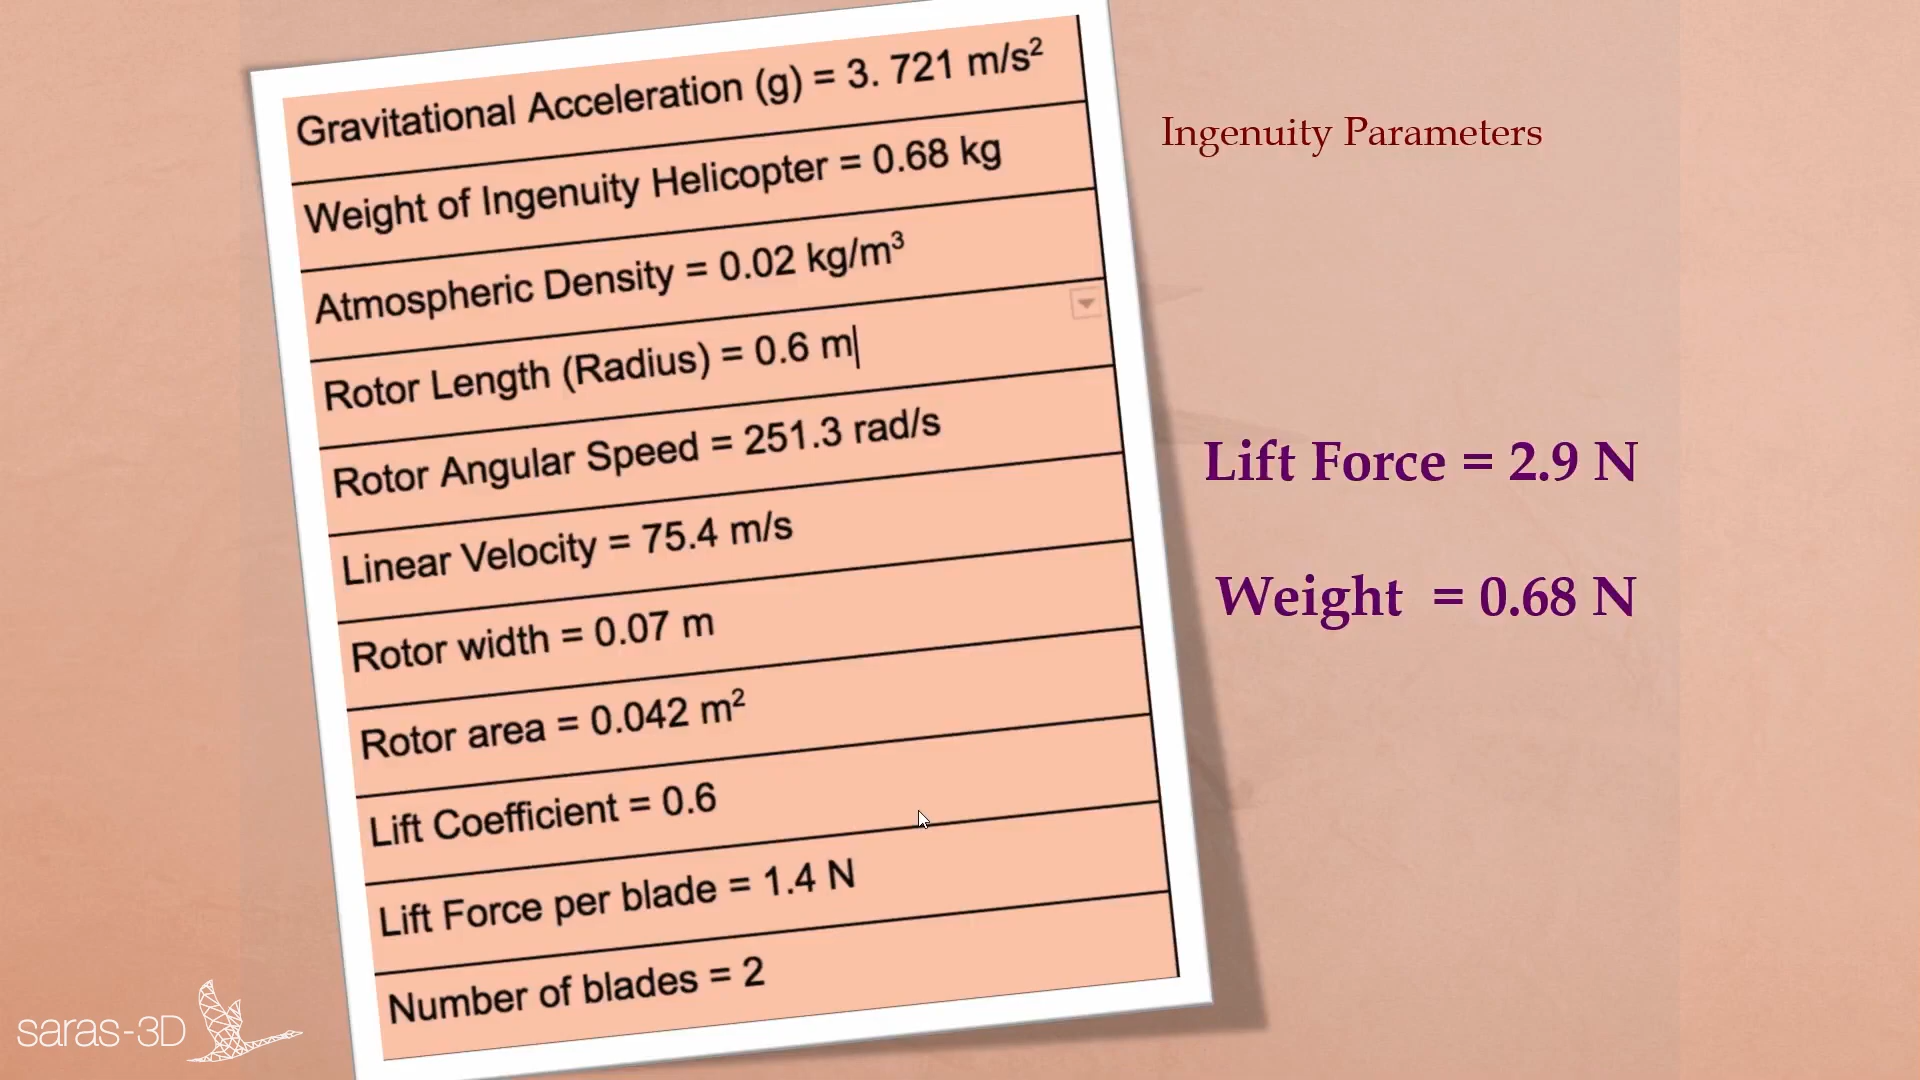 Gravitational Acceleration (g) = 3. 721 m/s²
Weight of Ingenuity Helicopter = 0.68 kg
Atmospheric Density = 0.02 kg/m³
Rotor Length (Radius) = 0.6 m
Rotor Angular Speed = 251.3 rad/s
Linear Velocity = 75.4 m/s
Rotor width = 0.07 m
Rotor area = 0.042 m²
Lift Coefficient = 0.6
Lift Force per blade = 1.4 N
Number of blades = 2
Ingenuity Parameters
Lift Force = 2.9 N
Weight = 0.68 N
saras-3D